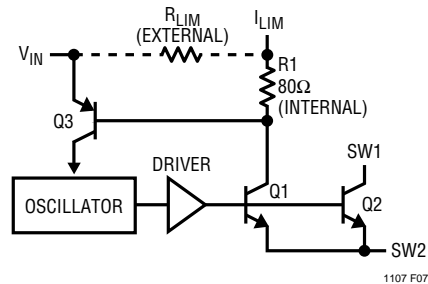 R_LIM
(EXTERNAL)
I_LIM
V_IN
R1
80Ω
(INTERNAL)
Q3
DRIVER
OSCILLATOR
Q1
SW1
Q2
SW2
1107 F07